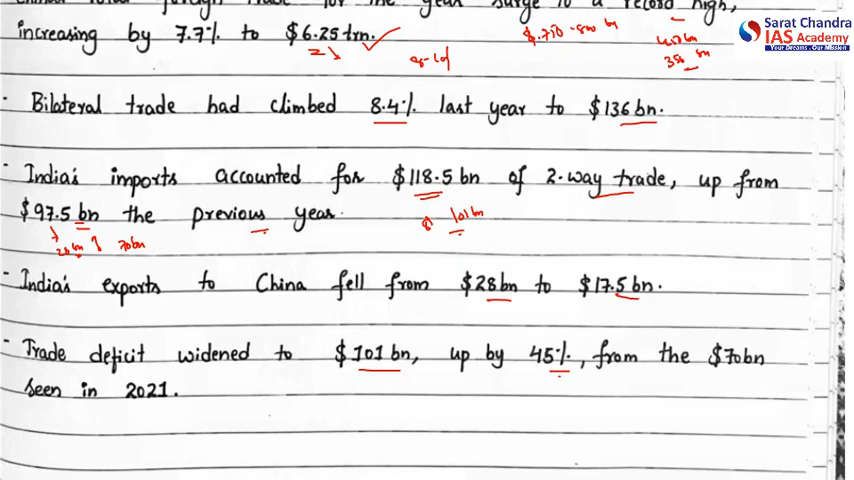 Sarat Chandra
IAS Academy
Your Dreams . Our Mission
increasing by 7.7% to $6.25 trn.
Bilateral trade had climbed 8.4% last year to $136 bn.
India's imports accounted for $118.5 bn of 2-way trade, up from
$97.5 bn the previous year.
101 bn
70bn
India's exports to China fell from $28 bn to $17.5 bn.
Trade deficit widened to $101 bn, up by 45%, from the $70bn
seen in 2021.